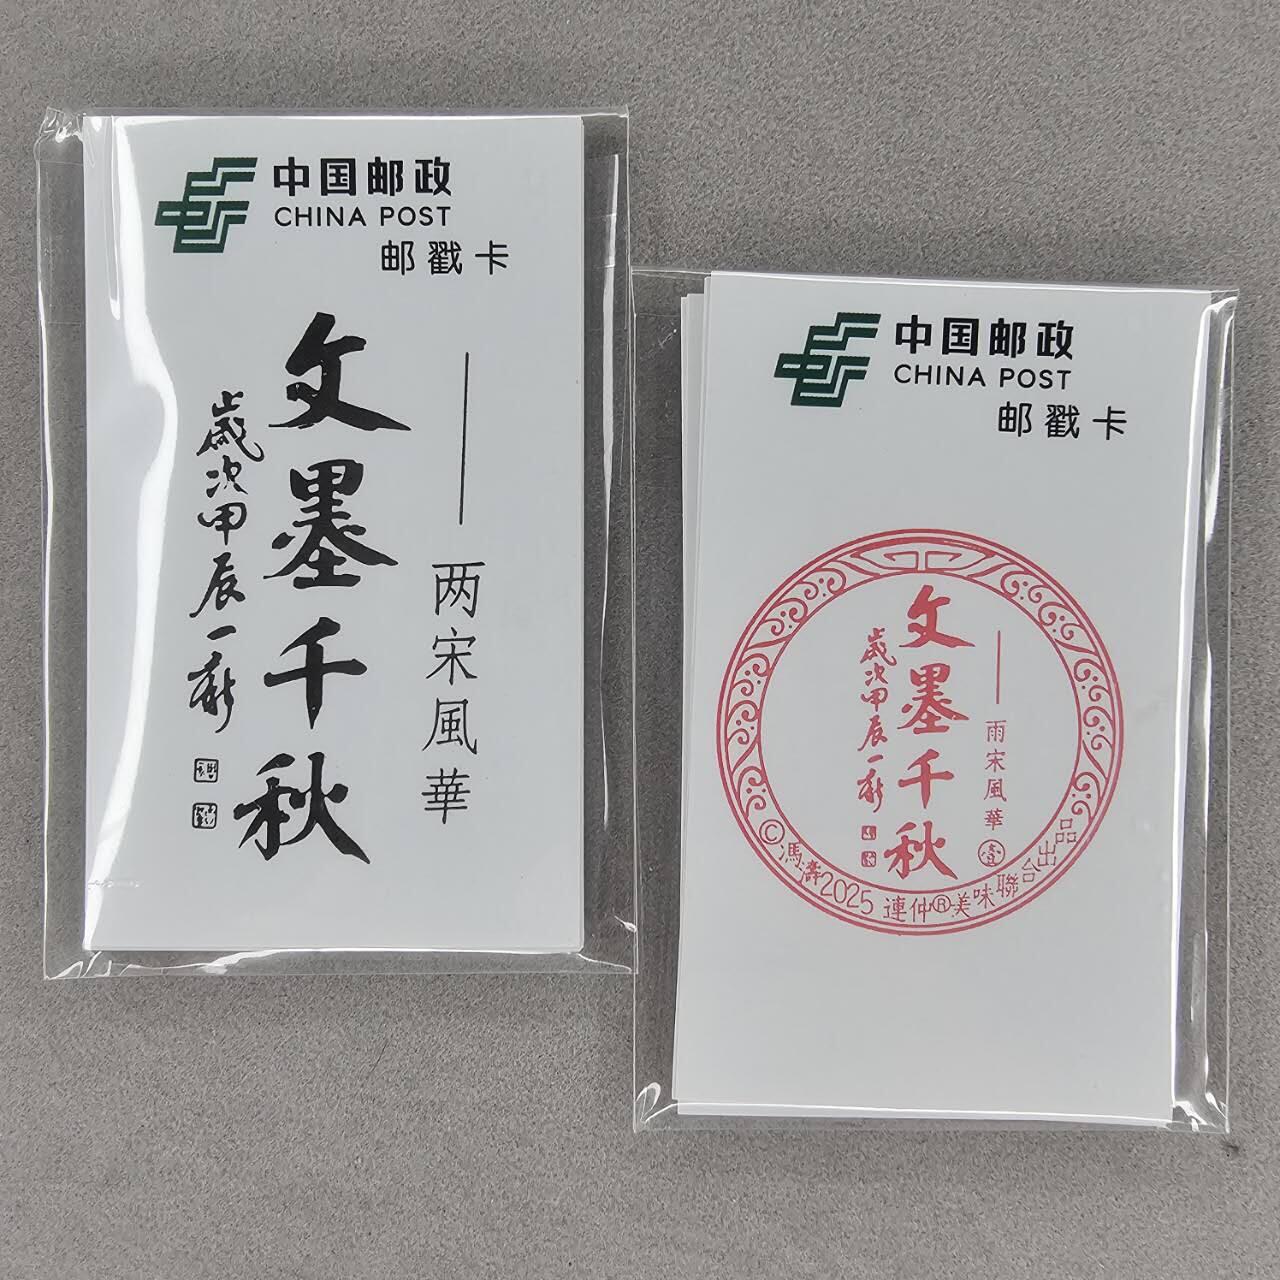 中国邮政
CHINA POST
邮戳卡
文墨千秋
歲次甲辰一新
两宋風華
中国邮政
CHINA POST
邮戳卡
文墨千秋
歲次甲辰一新
雨宋風華
壹
©馮濤2025 連仲®美味聯合出品